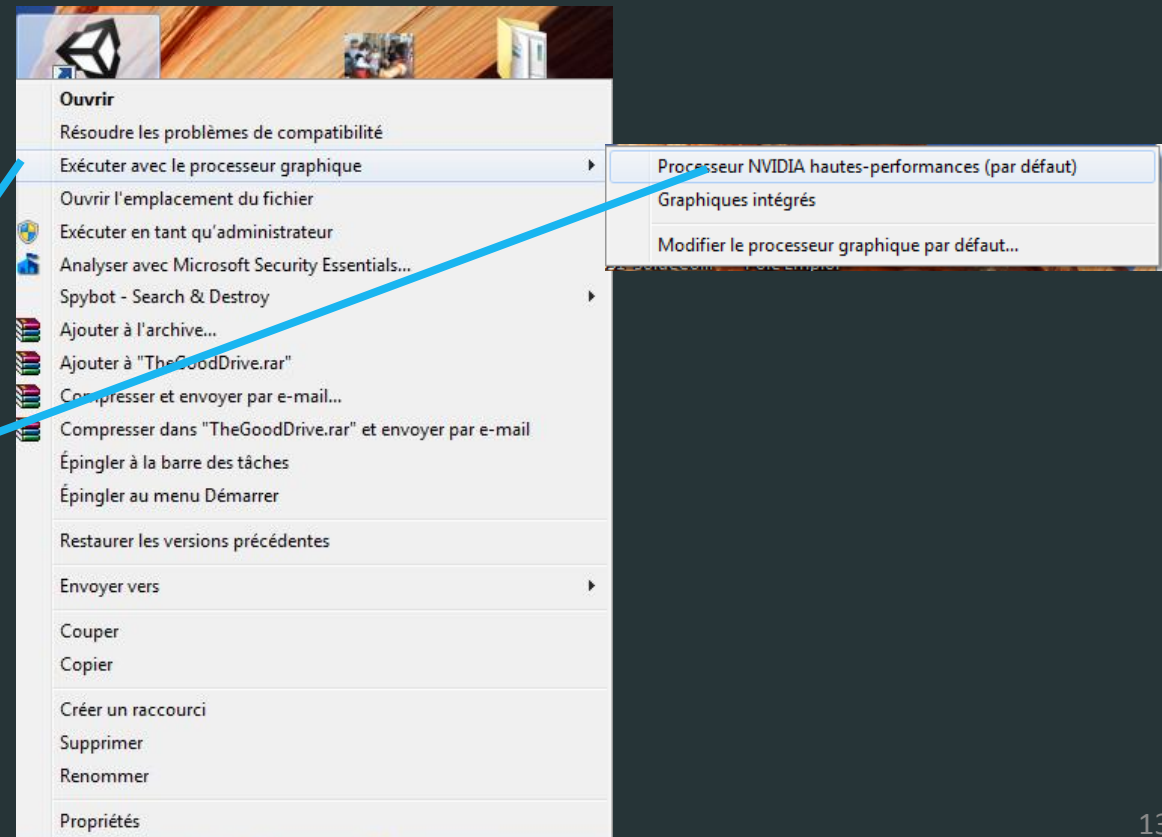 Ouvrir
Résoudre les problèmes de compatibilité
Exécuter avec le processeur graphique
Processeur NVIDIA hautes-performances (par défaut)
Graphiques intégrés
Modifier le processeur graphique par défaut...
Ouvrir l'emplacement du fichier
Exécuter en tant qu'administrateur
Analyser avec Microsoft Security Essentials...
Spybot - Search & Destroy
Ajouter à l'archive...
Ajouter à "TheGoodDrive.rar"
Compresser et envoyer par e-mail...
Compresser dans "TheGoodDrive.rar" et envoyer par e-mail
Épingler à la barre des tâches
Épingler au menu Démarrer
Restaurer les versions précédentes
Envoyer vers
Couper
Copier
Créer un raccourci
Supprimer
Renommer
Propriétés
13